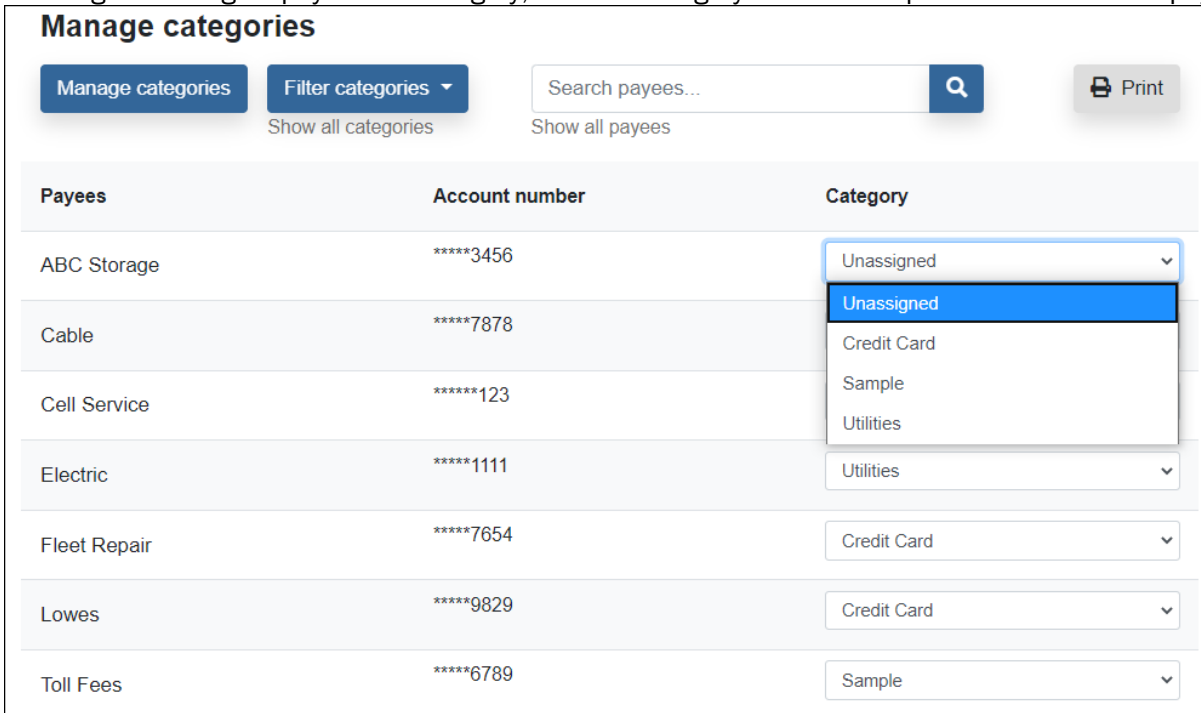 Manage categories
Manage categories Filter categories Search payees... Print
Show all categories Show all payees
Payees Account number Category
ABC Storage *****3456 Unassigned
Unassigned
Cable *****7878
Credit Card
Sample
Cell Service ******123
Utilities
Electric *****1111 Utilities
Fleet Repair *****7654 Credit Card
Lowes *****9829 Credit Card
Toll Fees *****6789 Sample